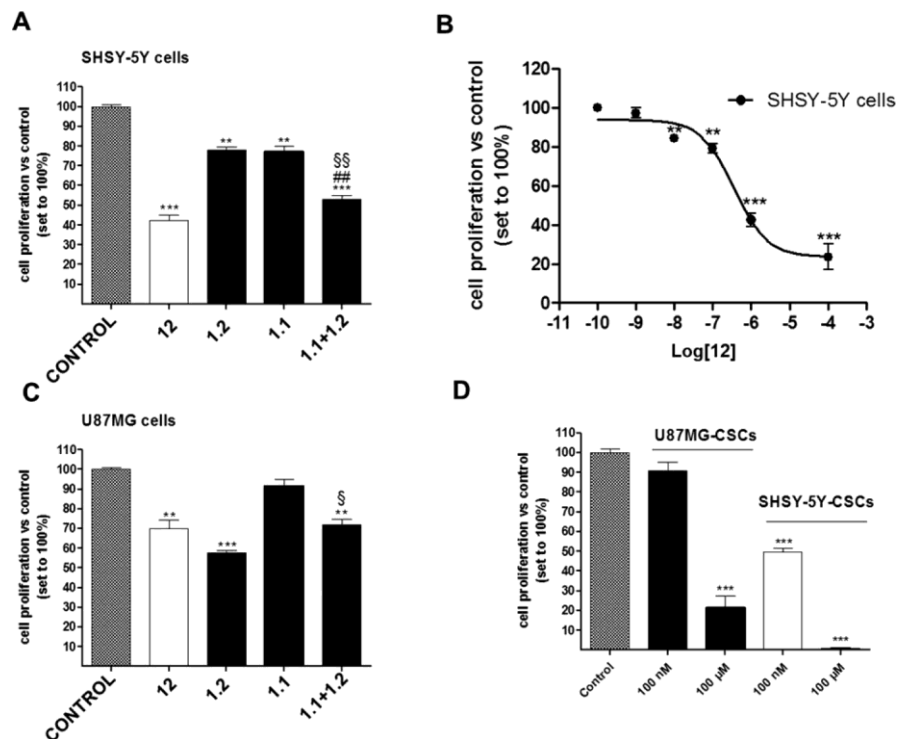 A
SHSY-5Y cells
cell proliferation vs control
(set to 100%)
110
100
90
80
70
60
50
40
30
20
10
***
**
**
§§
##
***
CONTROL
12
1.2
1.1
1.1+1.2
B
cell proliferation vs control
(set to 100%)
120
100
80
60
40
20
0
SHSY-5Y cells
**
**
***
***
-11
-10
-9
-8
-7
-6
-5
-4
-3
Log[12]
C
U87MG cells
cell proliferation vs control
(set to 100%)
110
100
90
80
70
60
50
40
30
20
10
**
***
§
**
CONTROL
12
1.2
1.1
1.1+1.2
D
cell proliferation vs control
(set to 100%)
110
100
90
80
70
60
50
40
30
20
10
U87MG-CSCs
SHSY-5Y-CSCs
***
***
***
Control
100 nM
100 µM
100 nM
100 µM